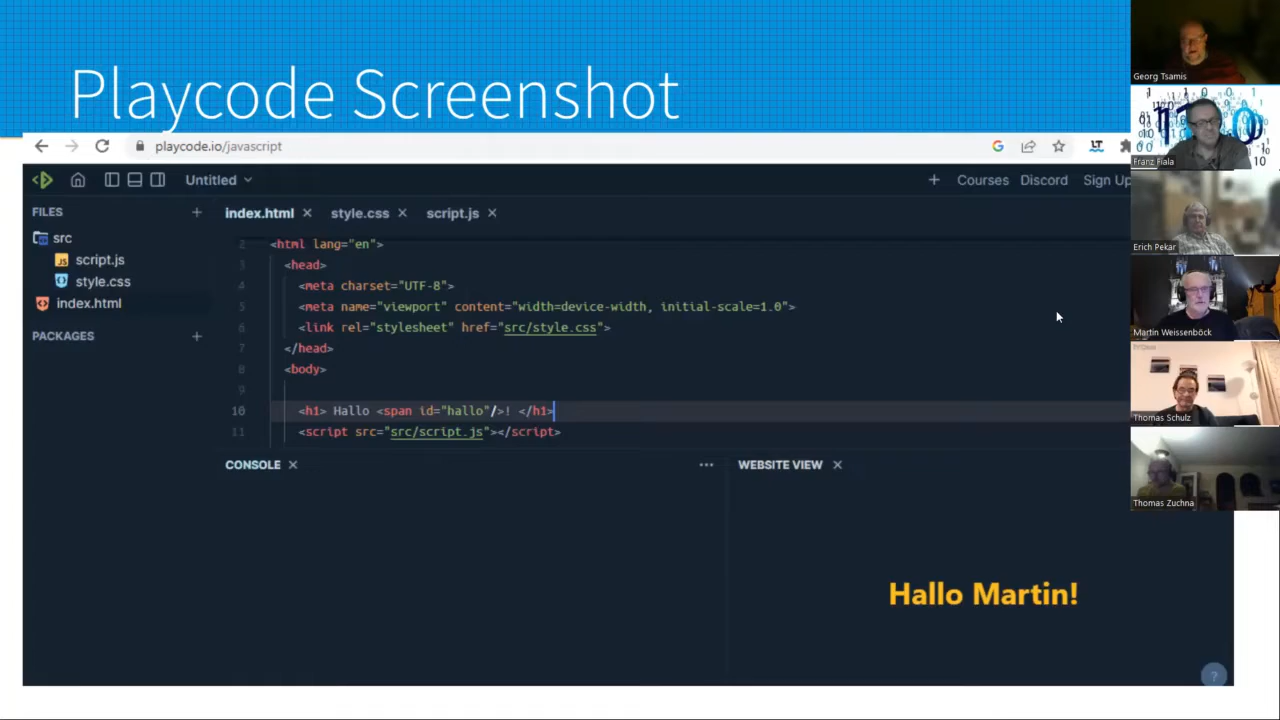 Playcode Screenshot
playcode.io/javascript
Untitled
Courses Discord Sign Up
FILES
src
script.js
style.css
index.html
PACKAGES
index.html style.css script.js
2 <html lang="en">
3 <head>
4 <meta charset="UTF-8">
5 <meta name="viewport" content="width=device-width, initial-scale=1.0">
6 <link rel="stylesheet" href="src/style.css">
7 </head>
8 <body>
9
10 <h1> Hallo <span id="hallo"/>! </h1>
11 <script src="src/script.js"></script>
CONSOLE
WEBSITE VIEW
Hallo Martin!
Georg Tsamis
Franz Fiala
Erich Pekar
Martin Weissenböck
Thomas Schulz
Thomas Zuchna